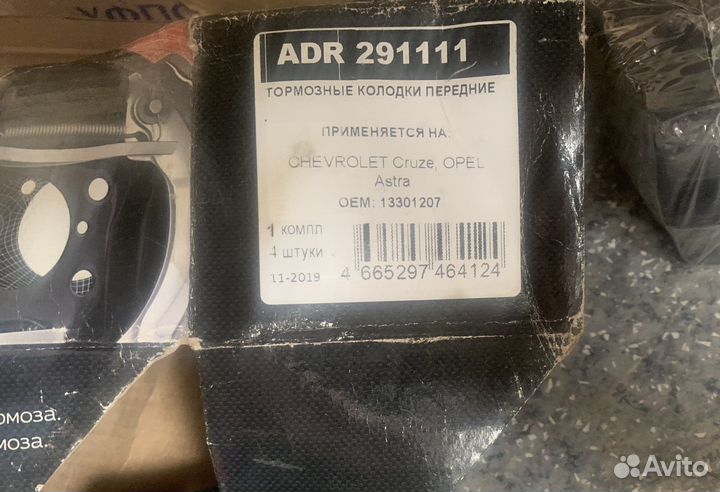 ADR 291111
ТОРМОЗНЫЕ КОЛОДКИ ПЕРЕДНИЕ
ПРИМЕНЯЕТСЯ НА:
CHEVROLET Cruze, OPEL
Astra
OEM: 13301207
1 КОМПЛ
4 ШТУКИ
11-2019
4 665297 464124
рмоза.
моза.
Avito